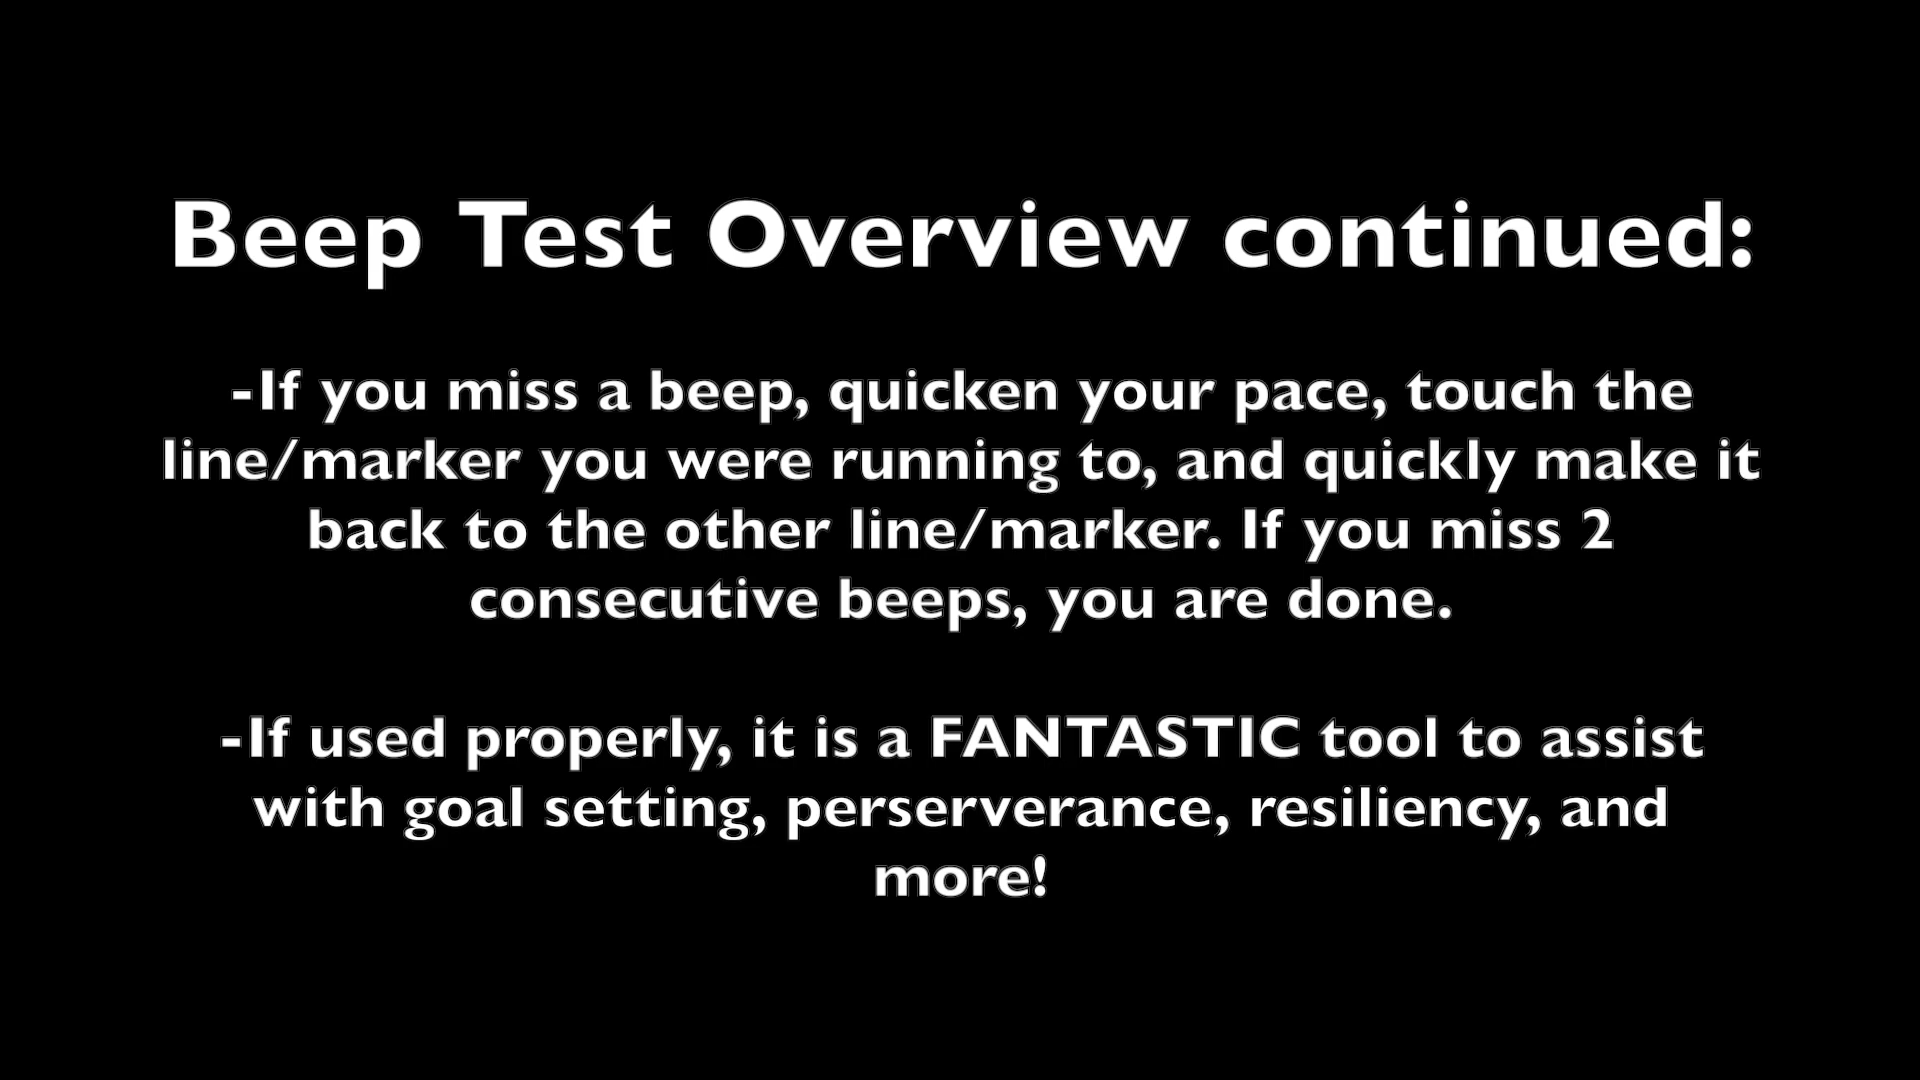 Beep Test Overview continued:
-If you miss a beep, quicken your pace, touch the
line/marker you were running to, and quickly make it
back to the other line/marker. If you miss 2
consecutive beeps, you are done.
-If used properly, it is a FANTASTIC tool to assist
with goal setting, perserverance, resiliency, and
more!